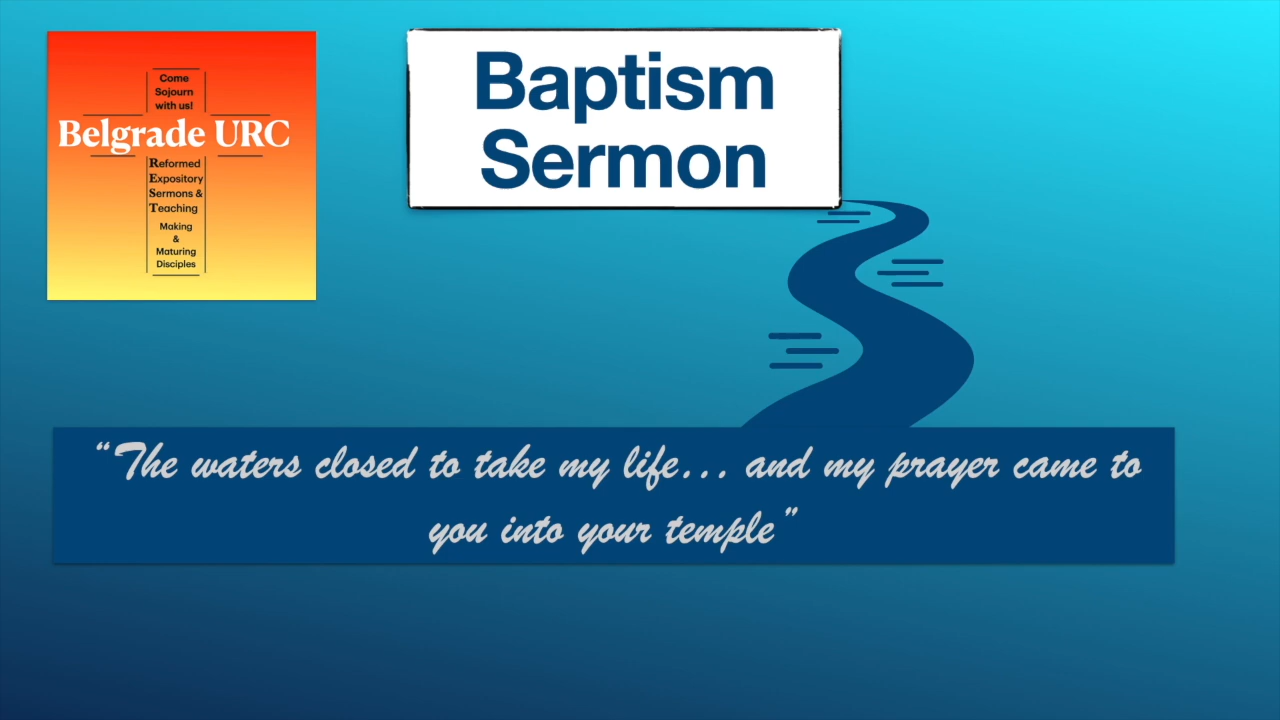 Come
Sojourn
with us!
Belgrade URC
Reformed
Expository
Sermons &
Teaching
Making
&
Maturing
Disciples
Baptism
Sermon
“The waters closed to take my life... and my prayer came to
you into your temple”